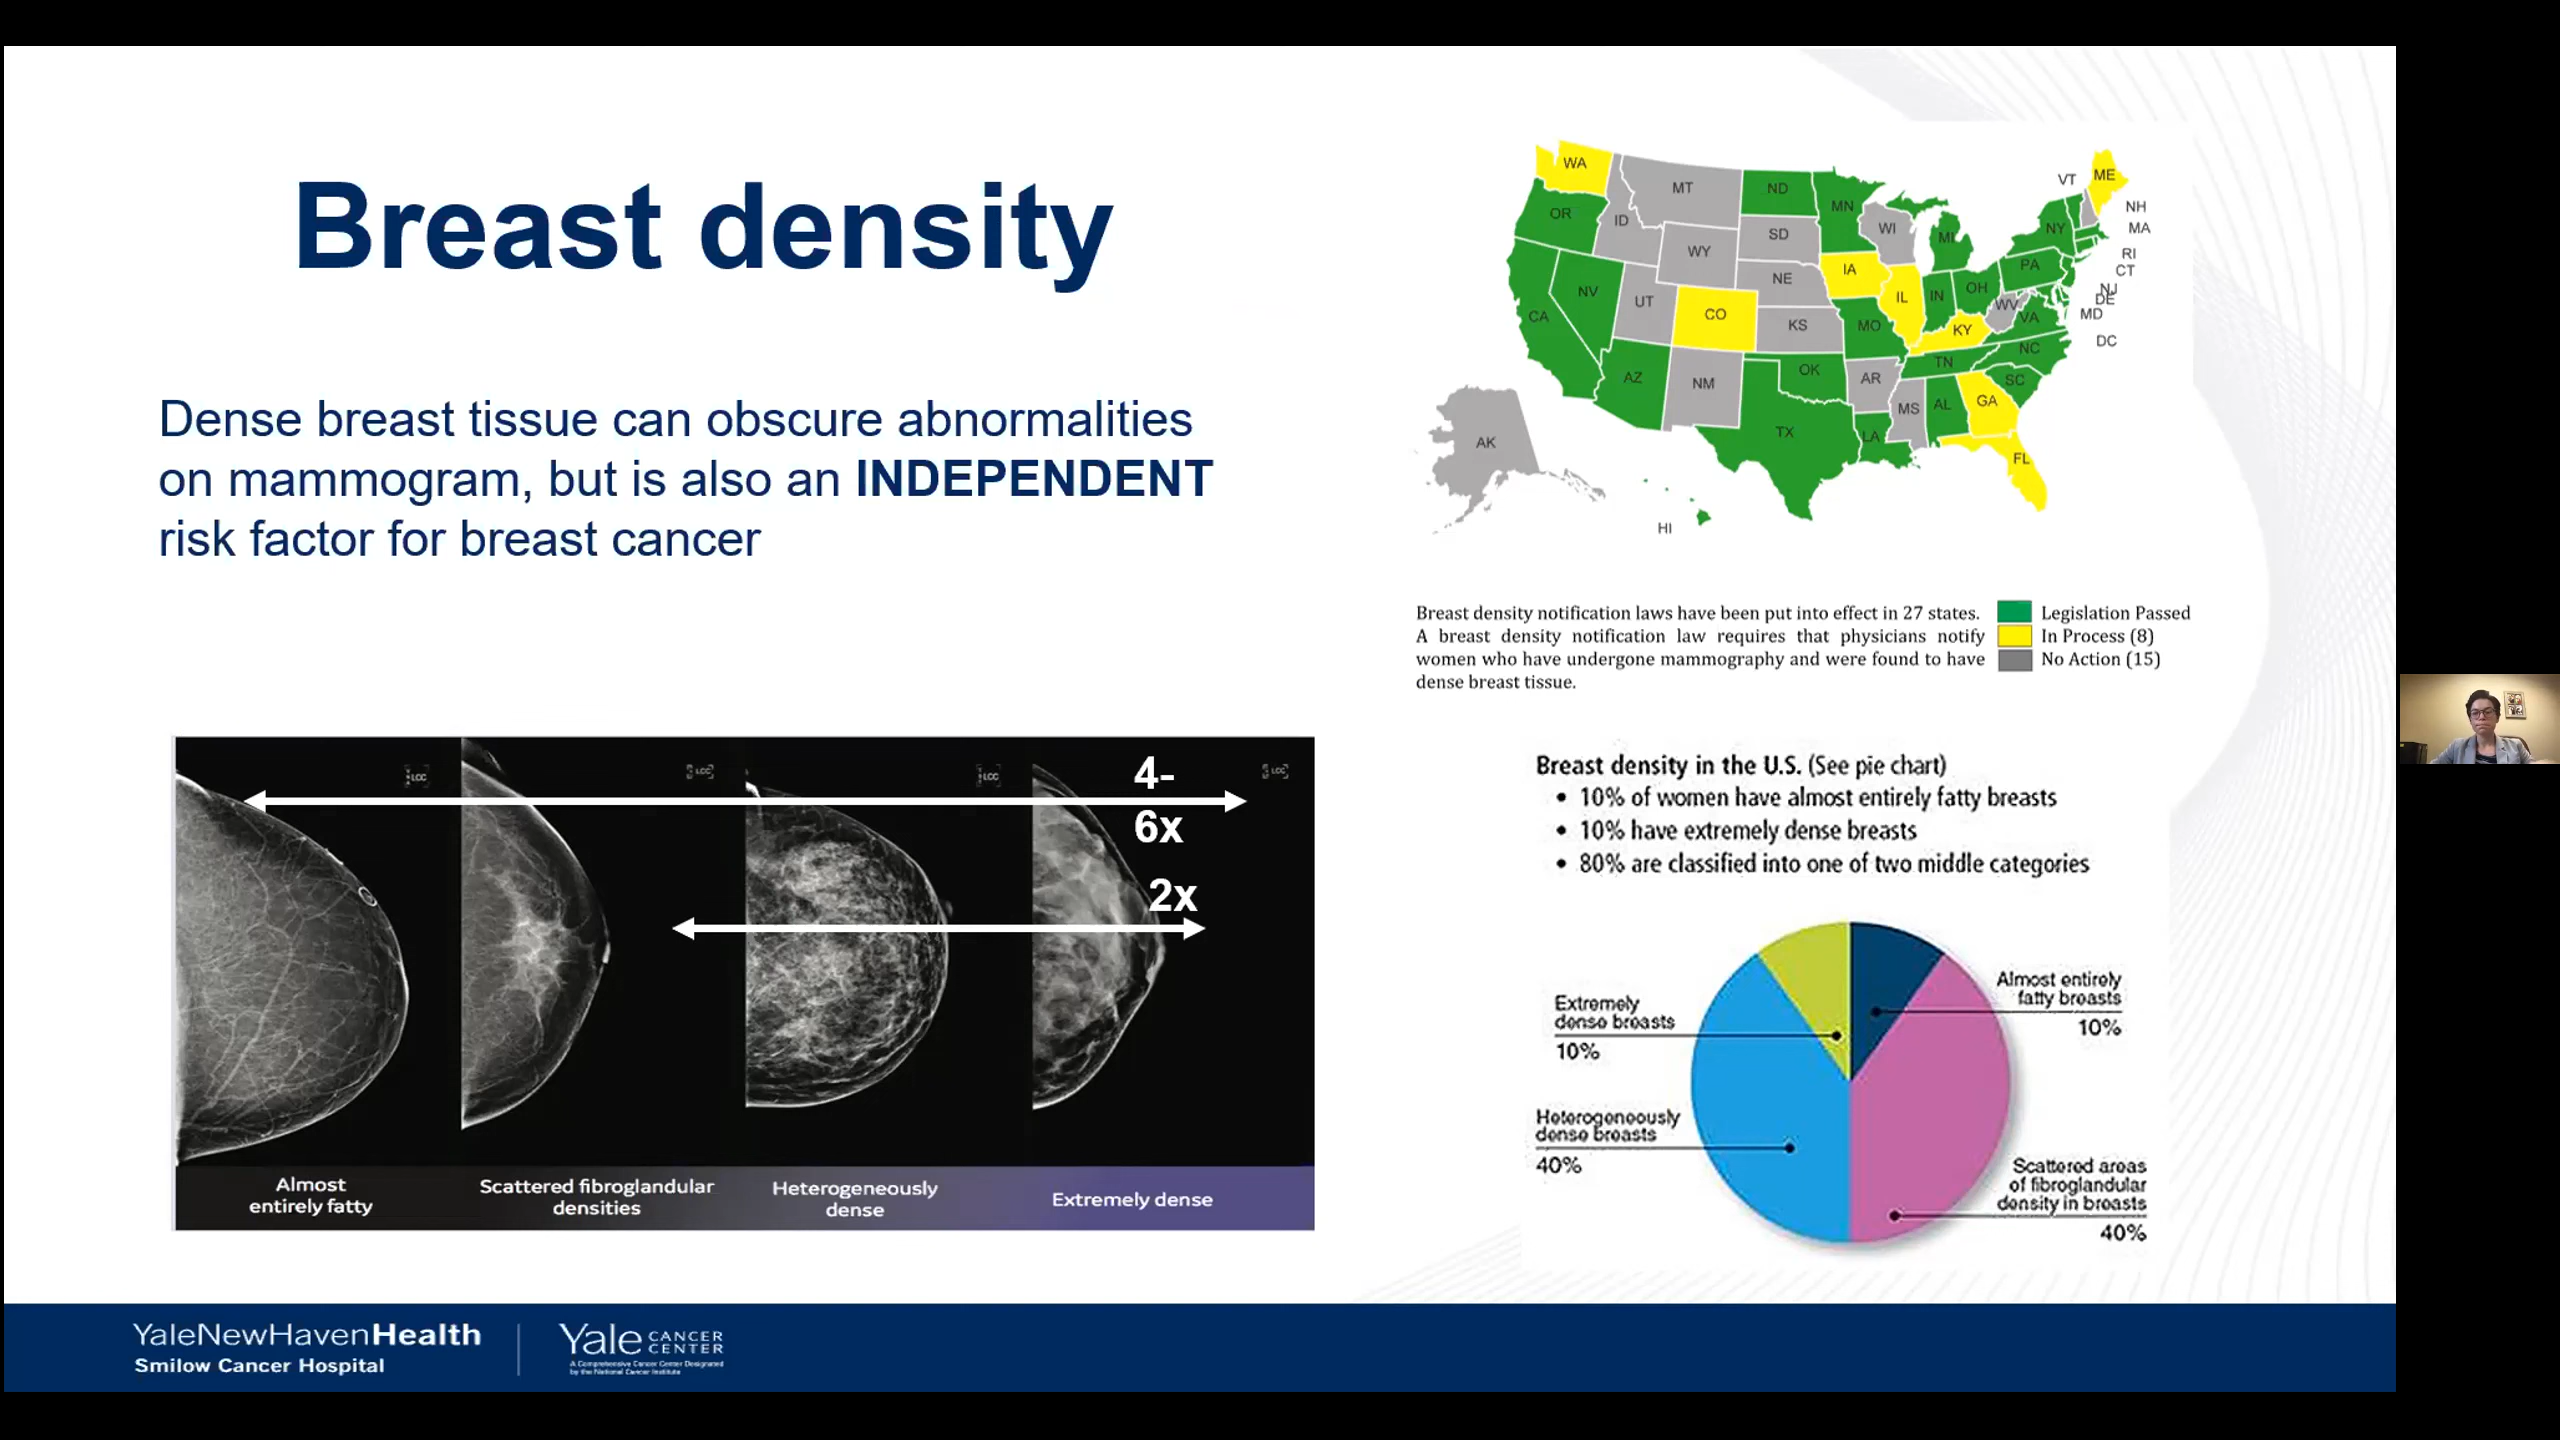 Breast density
Dense breast tissue can obscure abnormalities
on mammogram, but is also an INDEPENDENT
risk factor for breast cancer
WA
OR
CA
NV
ID
MT
WY
UT
CO
AZ
NM
ND
SD
NE
KS
OK
TX
MN
IA
MO
AR
LA
WI
IL
MS
MI
IN
OH
KY
TN
AL
GA
FL
SC
NC
VA
WV
PA
NY
VT
ME
NH
MA
RI
CT
NJ
DE
MD
DC
AK
HI
Breast density notification laws have been put into effect in 27 states.
A breast density notification law requires that physicians notify
women who have undergone mammography and were found to have
dense breast tissue.
Legislation Passed
In Process (8)
No Action (15)
LCC
LCC
LCC
LCC
4-
6x
2x
Almost
entirely fatty
Scattered fibroglandular
densities
Heterogeneously
dense
Extremely dense
Breast density in the U.S. (See pie chart)
• 10% of women have almost entirely fatty breasts
• 10% have extremely dense breasts
• 80% are classified into one of two middle categories
Almost entirely
fatty breasts
10%
Extremely
dense breasts
10%
Heterogeneously
dense breasts
40%
Scattered areas
of fibroglandular
density in breasts
40%
YaleNewHavenHealth
Smilow Cancer Hospital
Yale CANCER
CENTER
A Comprehensive Cancer Center Designated
by the National Cancer Institute